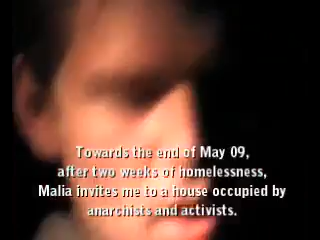 Towards the end of May 09,
after two weeks of homelessness,
Malia invites me to a house occupied by
anarchists and activists.